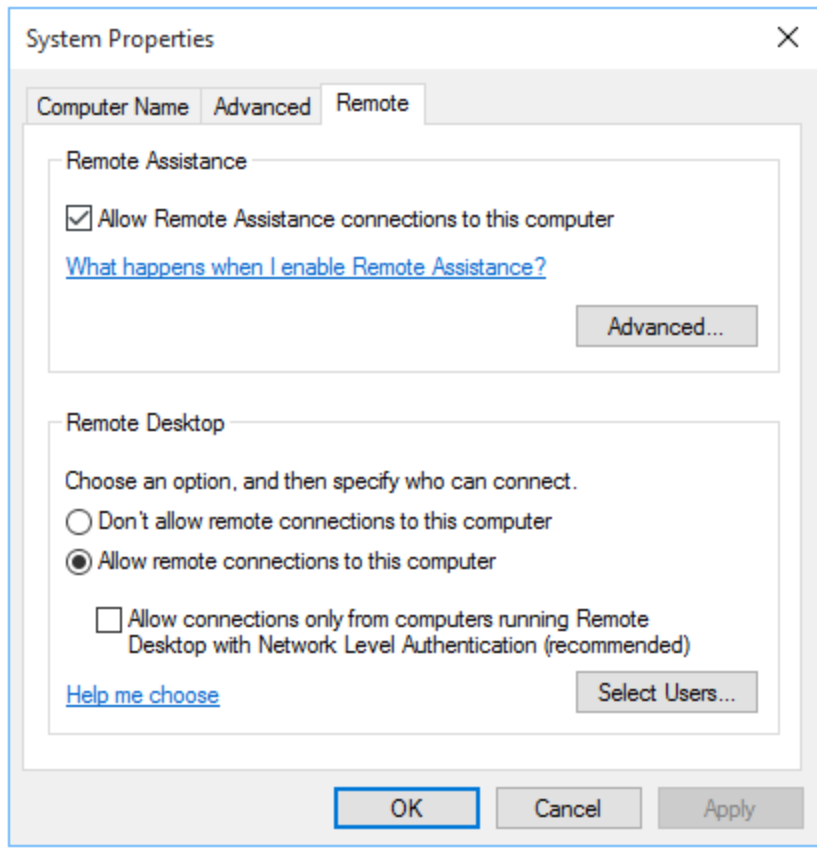 System Properties
Computer Name
Advanced
Remote
Remote Assistance
Allow Remote Assistance connections to this computer
What happens when I enable Remote Assistance?
Advanced...
Remote Desktop
Choose an option, and then specify who can connect.
Don't allow remote connections to this computer
Allow remote connections to this computer
Allow connections only from computers running Remote
Desktop with Network Level Authentication (recommended)
Help me choose
Select Users...
OK
Cancel
Apply